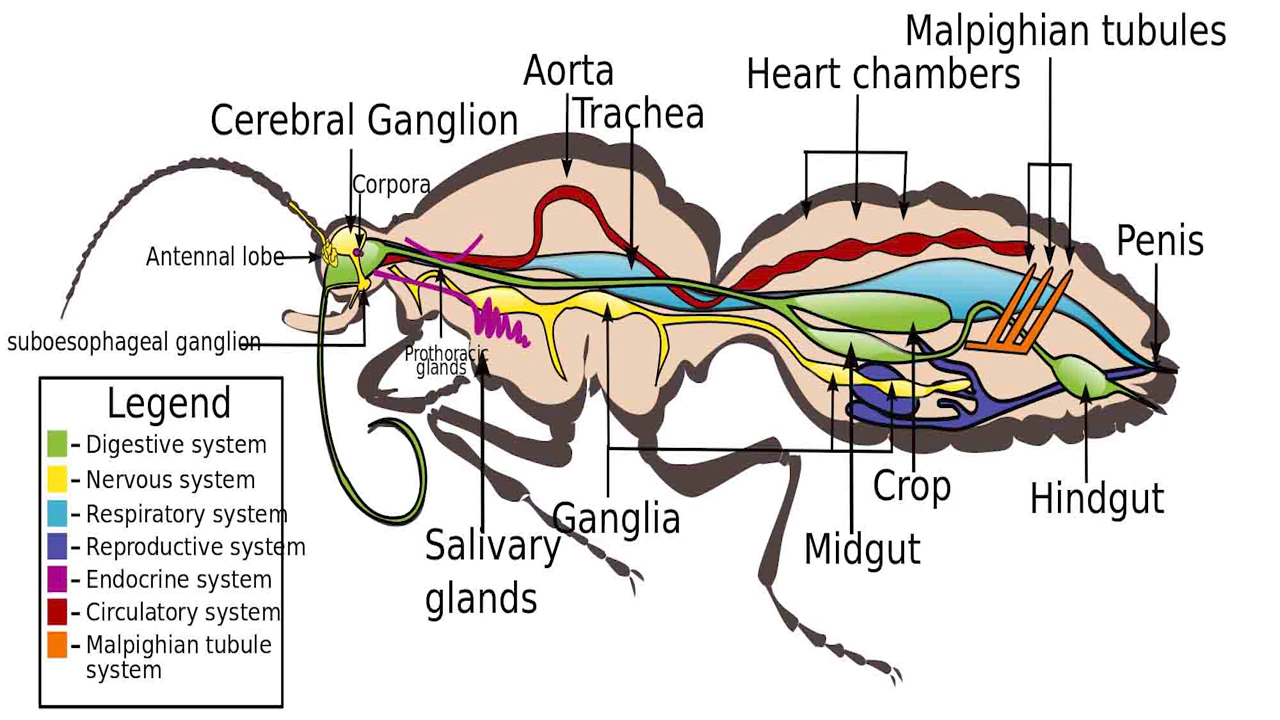 Malpighian tubules
Heart chambers
Aorta
Trachea
Cerebral Ganglion
Corpora
Antennal lobe
Penis
suboesophageal ganglion
Prothoracic
glands
Legend
- Digestive system
- Nervous system
- Respiratory system
- Reproductive system
- Endocrine system
- Circulatory system
- Malpighian tubule
system
Salivary
glands
Ganglia
Midgut
Crop
Hindgut